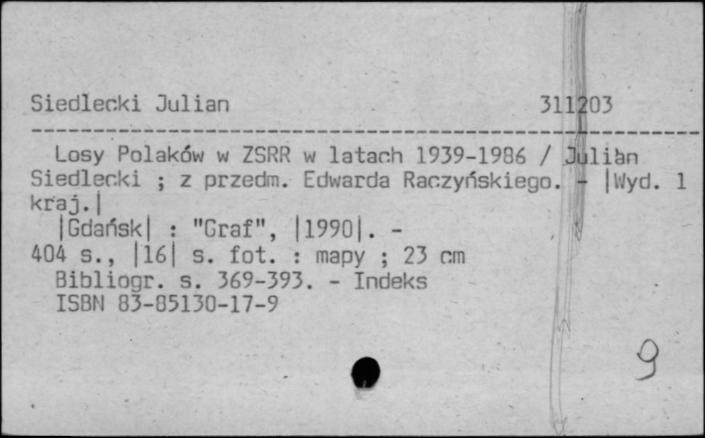 Siedlecki Julian 311203
Losy Polaków w ZSRR w latach 1939-1986 / Julian
Siedlecki ; z przedm. Edwarda Raczyńskiego. - |Wyd. 1
kraj.|
|Gdańsk| : "Graf", |1990|. -
404 s., |16| s. fot. : mapy ; 23 cm
Bibliogr. s. 369-393. - Indeks
ISBN 83-85130-17-9
9